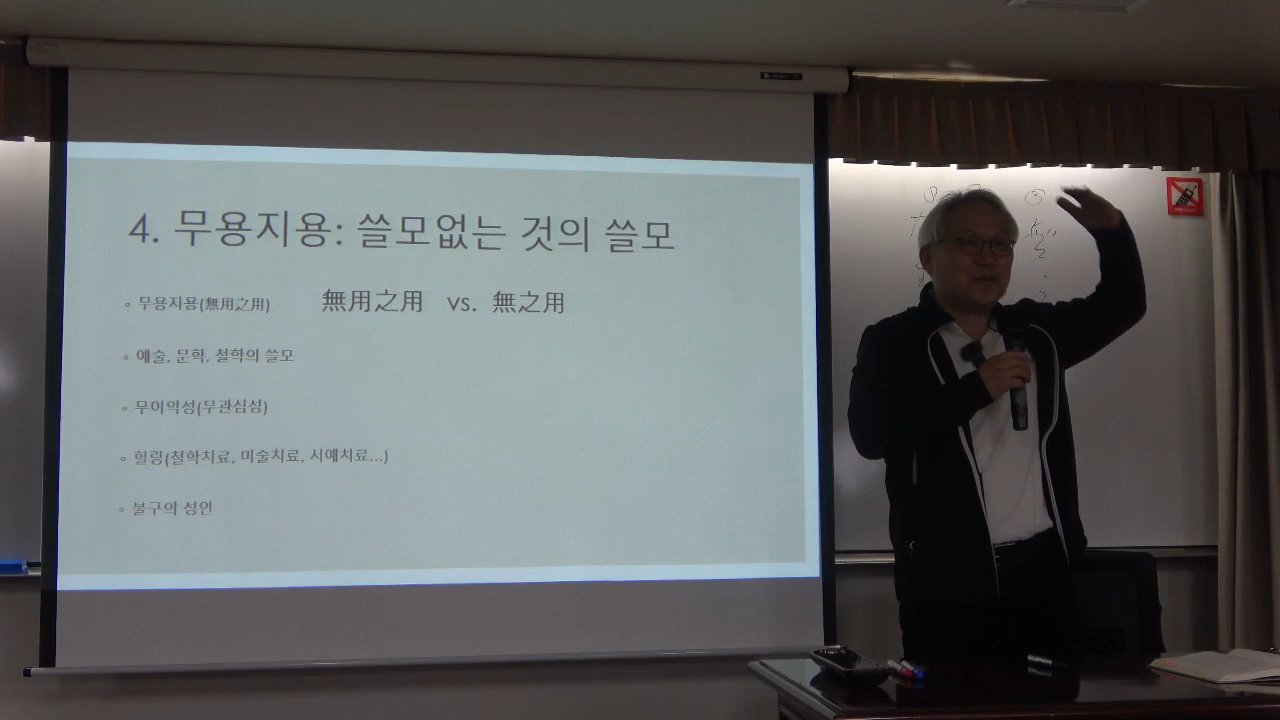 4. 무용지용: 쓸모없는 것의 쓸모
◦ 무용지용(無用之用) 無用之用 vs. 無之用
◦ 예술, 문학, 철학의 쓸모
◦ 무이익성(무관심성)
◦ 힐링(철학치료, 미술치료, 서예치료...)
◦ 불구의 성인
③